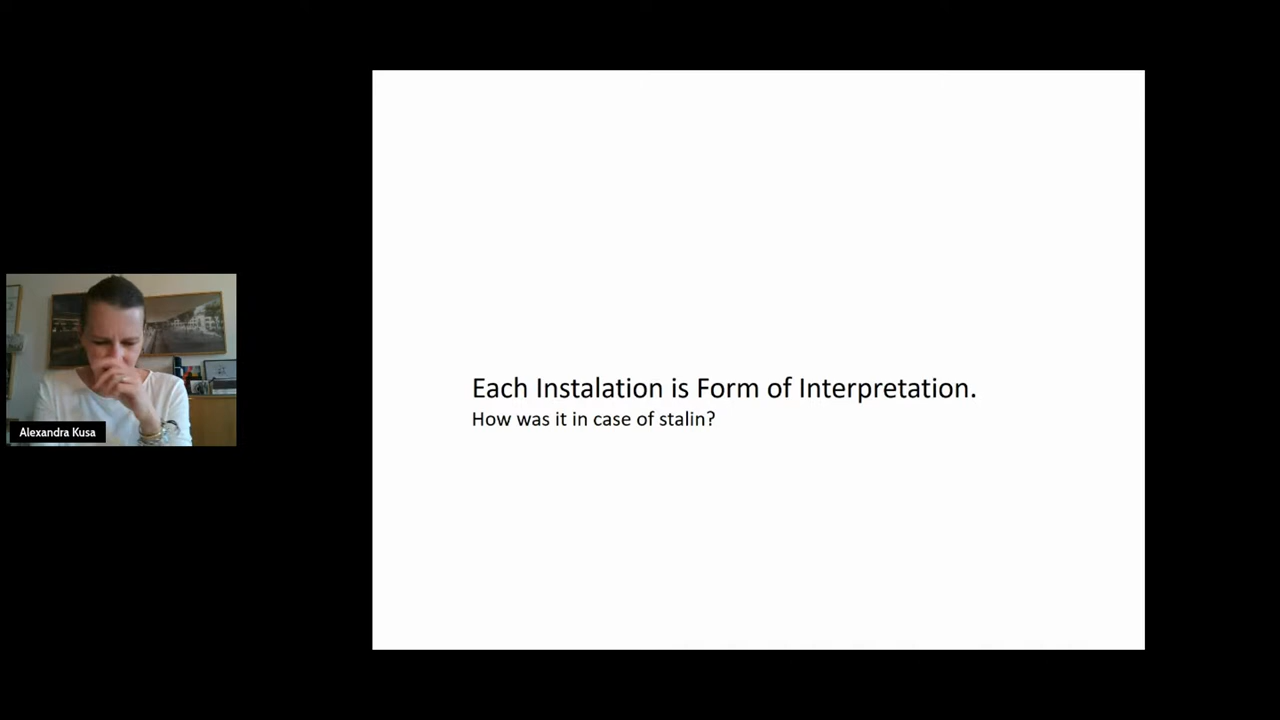 Each Instalation is Form of Interpretation.
How was it in case of stalin?
Alexandra Kusa